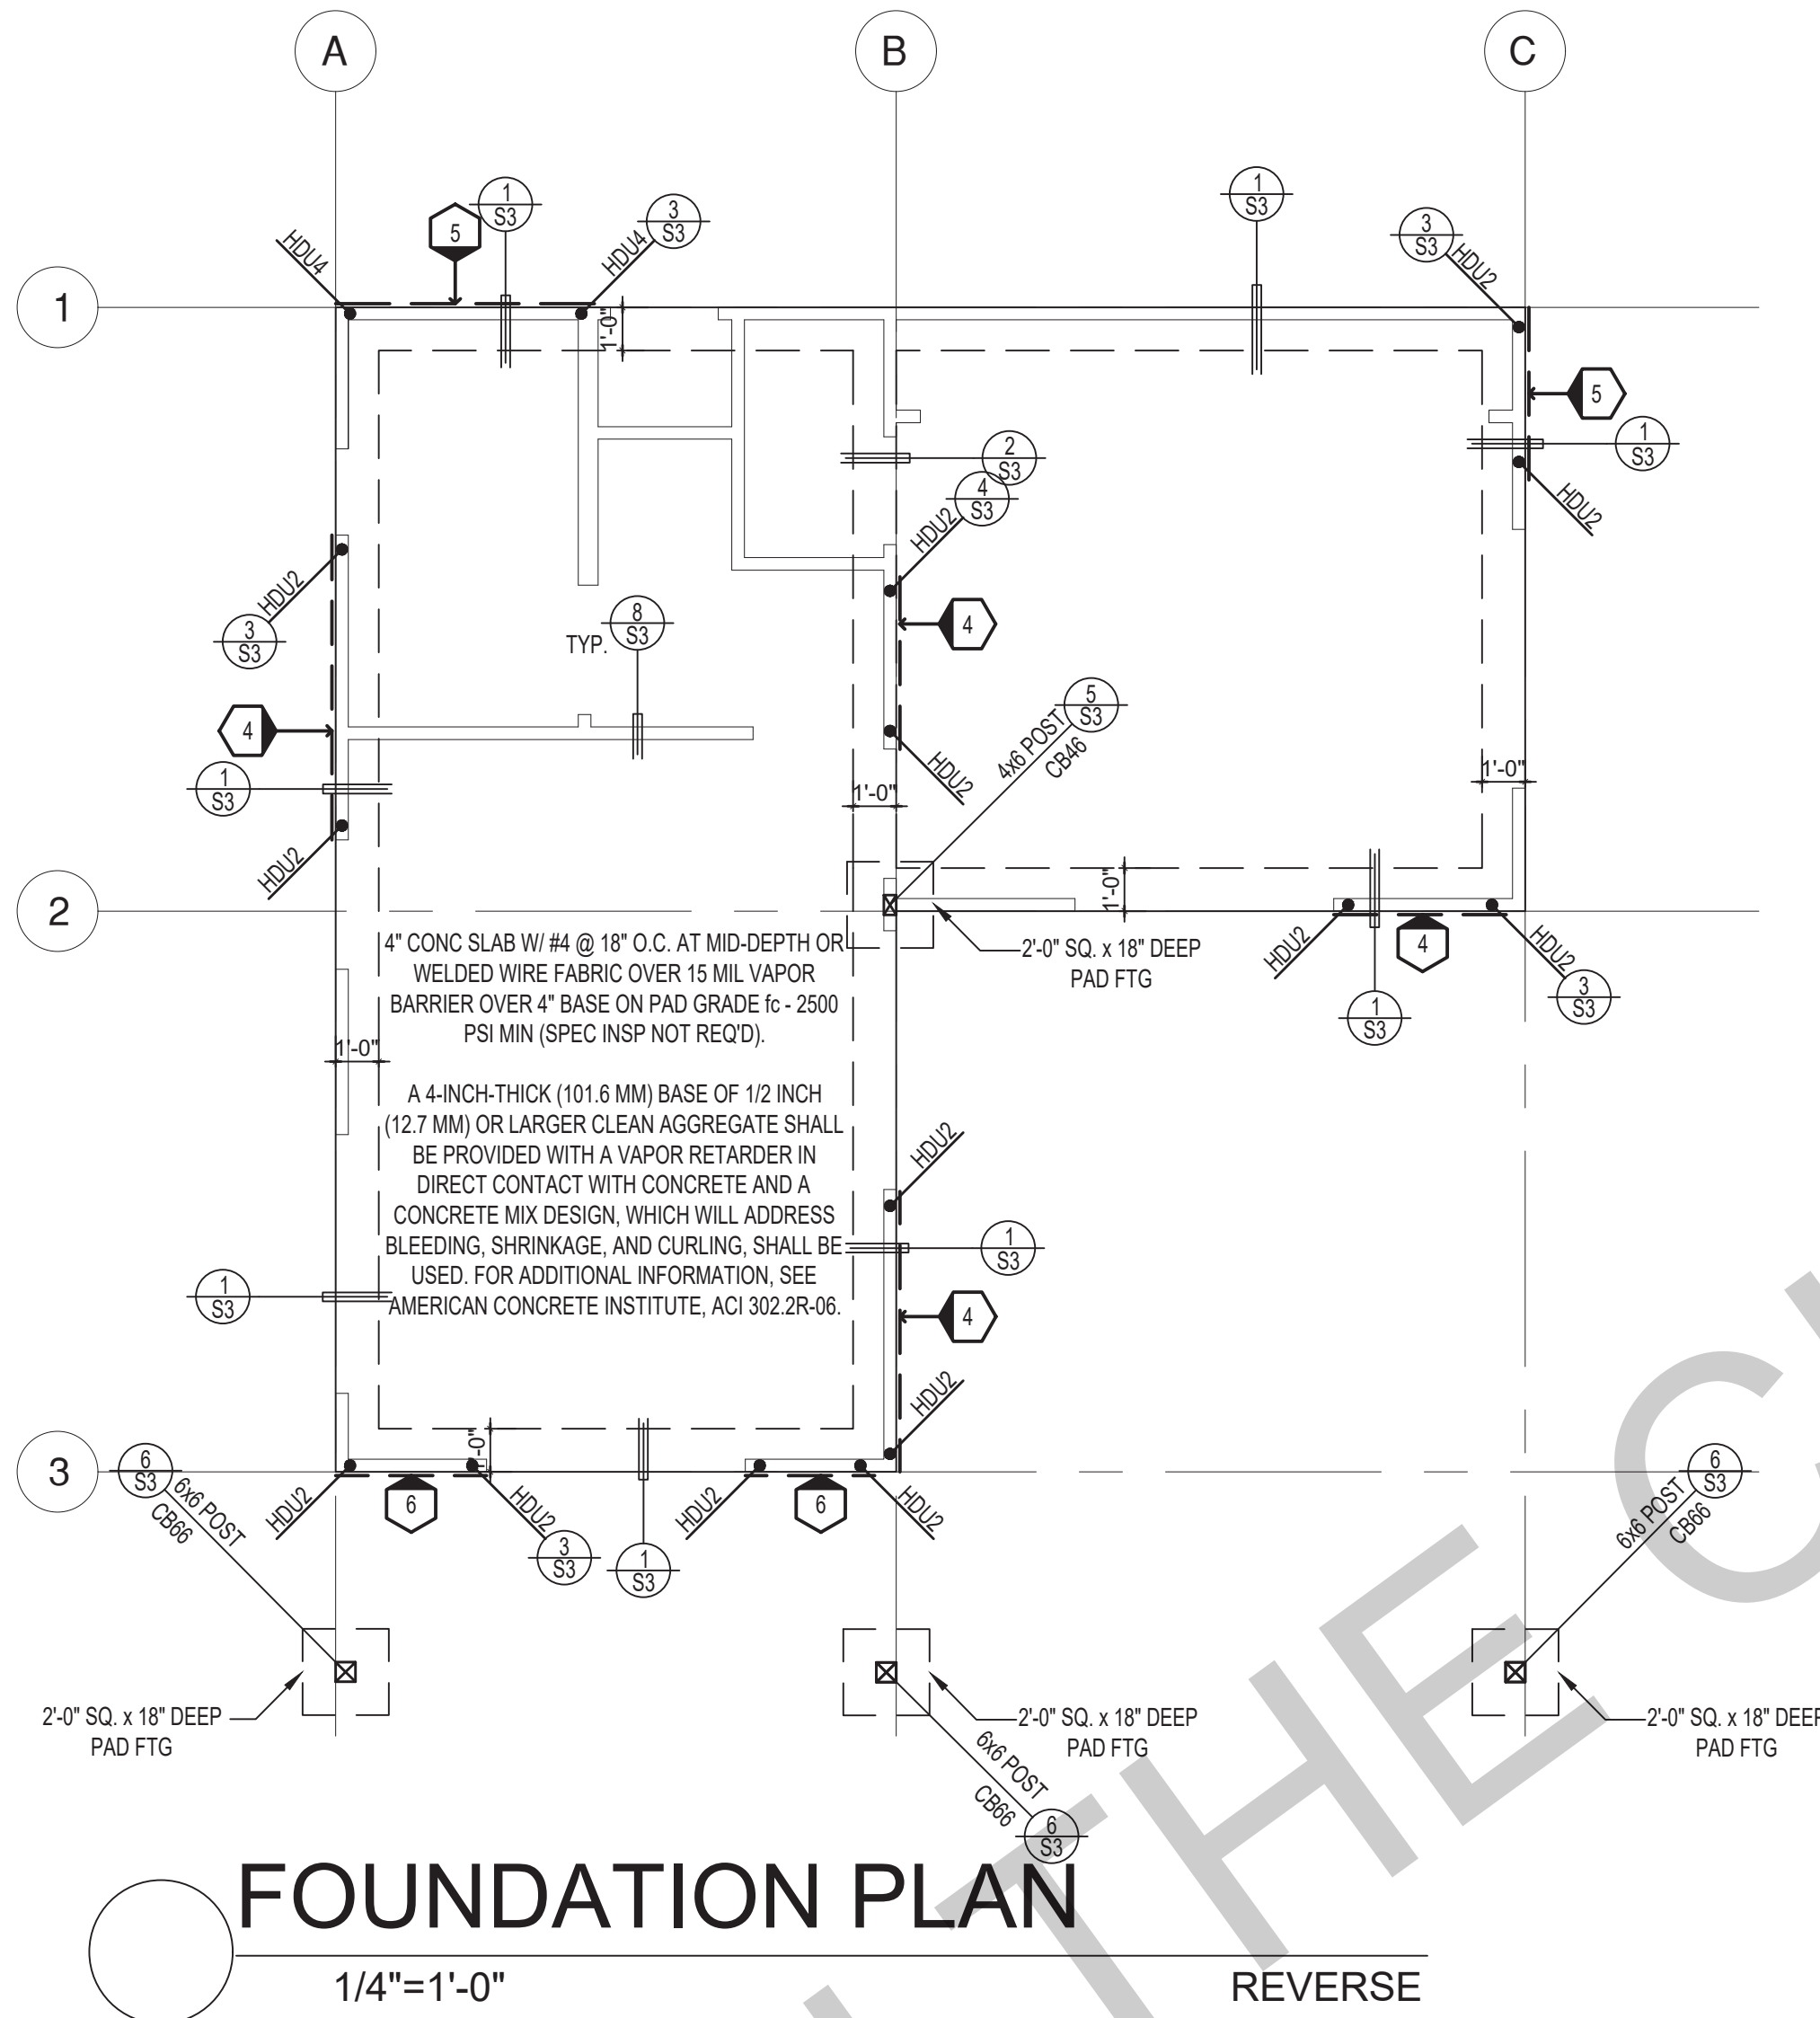 A
B
C
1
S3
3
S3
1
S3
3
S3
5
HDU4
HDU4
HDU2
1
1'-0"
5
1
S3
2
S3
4
S3
HDU2
HDU2
HDU2
3
S3
8
S3
TYP.
4
4
5
S3
4x6 POST
CB46
4
1
S3
HDU2
1'-0"
1'-0"
HDU2
2
1'-0"
4" CONC SLAB W/ #4 @ 18" O.C. AT MID-DEPTH OR
WELDED WIRE FABRIC OVER 15 MIL VAPOR
BARRIER OVER 4" BASE ON PAD GRADE fc - 2500
PSI MIN (SPEC INSP NOT REQ'D).
2'-0" SQ. x 18" DEEP
PAD FTG
HDU2
4
HDU2
3
S3
1
S3
1'-0"
A 4-INCH-THICK (101.6 MM) BASE OF 1/2 INCH
(12.7 MM) OR LARGER CLEAN AGGREGATE SHALL
BE PROVIDED WITH A VAPOR RETARDER IN
DIRECT CONTACT WITH CONCRETE AND A
CONCRETE MIX DESIGN, WHICH WILL ADDRESS
BLEEDING, SHRINKAGE, AND CURLING, SHALL BE
USED. FOR ADDITIONAL INFORMATION, SEE
AMERICAN CONCRETE INSTITUTE, ACI 302.2R-06.
HDU2
1
S3
1
S3
4
HDU2
1'-0"
3
6
S3
6x6 POST
CB66
HDU2
6
HDU2
3
S3
1
S3
HDU2
6
HDU2
6
S3
6x6 POST
CB66
2'-0" SQ. x 18" DEEP
PAD FTG
2'-0" SQ. x 18" DEEP
PAD FTG
2'-0" SQ. x 18" DEEP
PAD FTG
6x6 POST
CB66
6
S3
FOUNDATION PLAN
1/4"=1'-0"
REVERSE
THE